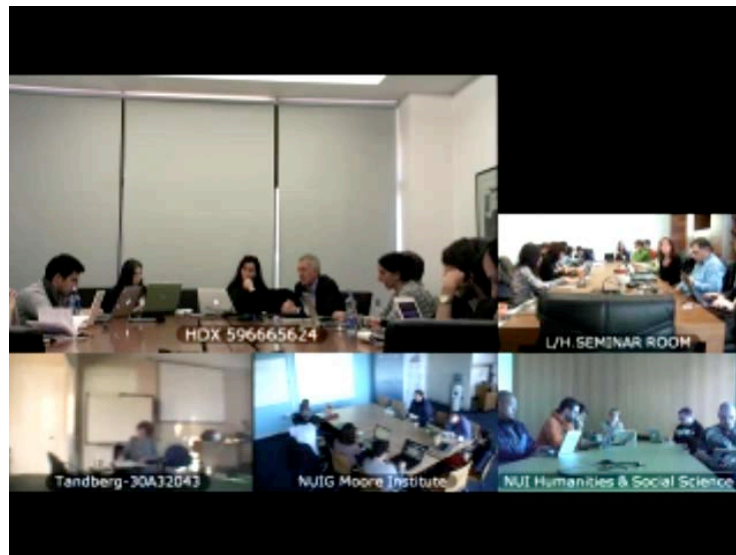 HDX 596665624
L/H.SEMINAR ROOM
Tandberg-30A32043
NUIG Moore Institute
NUI Humanities & Social Science